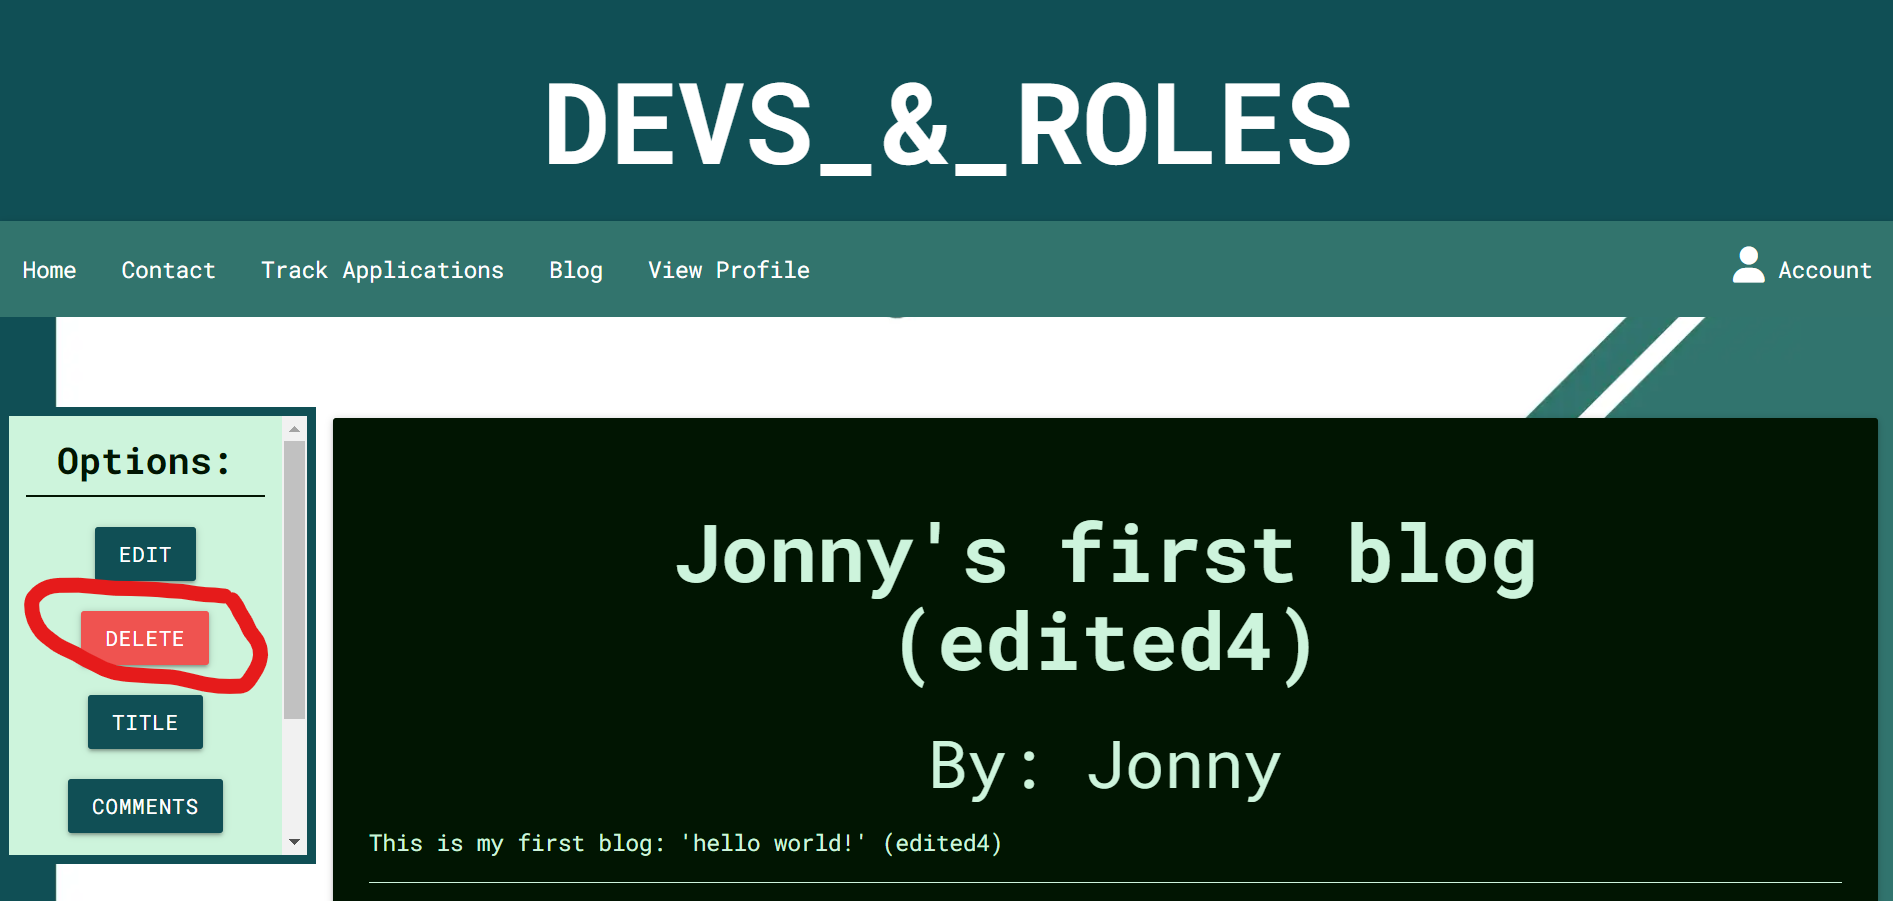 DEVS_&_ROLES
Home Contact Track Applications Blog View Profile Account
Options:
EDIT
DELETE
TITLE
COMMENTS
Jonny's first blog
(edited4)
By: Jonny
This is my first blog: 'hello world!' (edited4)